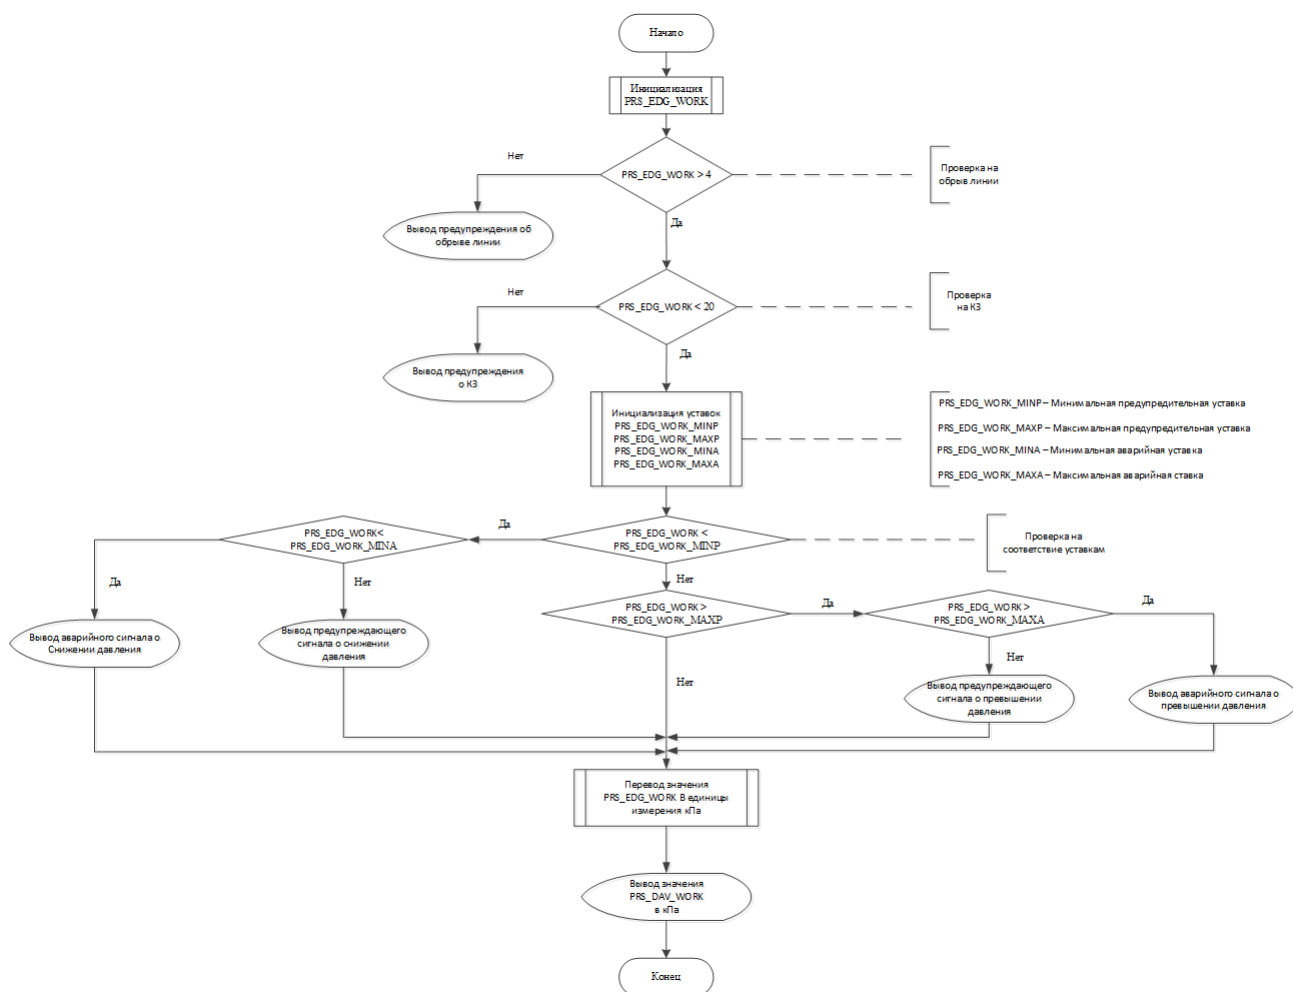 Начало
Инициализация
PRS_EDG_WORK
Нет
PRS_EDG_WORK > 4
Проверка на
обрыв линии
Вывод предупреждения об
обрыве линии
Да
Нет
PRS_EDG_WORK < 20
Проверка
на КЗ
Да
Вывод предупреждения
о КЗ
Инициализация уставок
PRS_EDG_WORK_MINP
PRS_EDG_WORK_MAXP
PRS_EDG_WORK_MINA
PRS_EDG_WORK_MAXA
PRS_EDG_WORK_MINP – Минимальная предупредительная уставка
PRS_EDG_WORK_MAXP – Максимальная предупредительная уставка
PRS_EDG_WORK_MINA – Минимальная аварийная уставка
PRS_EDG_WORK_MAXA – Максимальная аварийная ставка
PRS_EDG_WORK<
PRS_EDG_WORK_MINA
Да
PRS_EDG_WORK <
PRS_EDG_WORK_MINP
Проверка на
соответствие уставкам
Да
Нет
Нет
PRS_EDG_WORK>
PRS_EDG_WORK_MAXP
Да
PRS_EDG_WORK >
PRS_EDG_WORK_MAXA
Да
Вывод аварийного сигнала о
Снижении давления
Вывод предупреждающего
сигнала о снижении
давления
Нет
Нет
Вывод предупреждающего
сигнала о превышении
давления
Вывод аварийного сигнала о
превышении давления
Перевод значения
PRS_EDG_WORK В единицы
измерения кПа
Вывод значения
PRS_DAV_WORK
в кПа
Конец